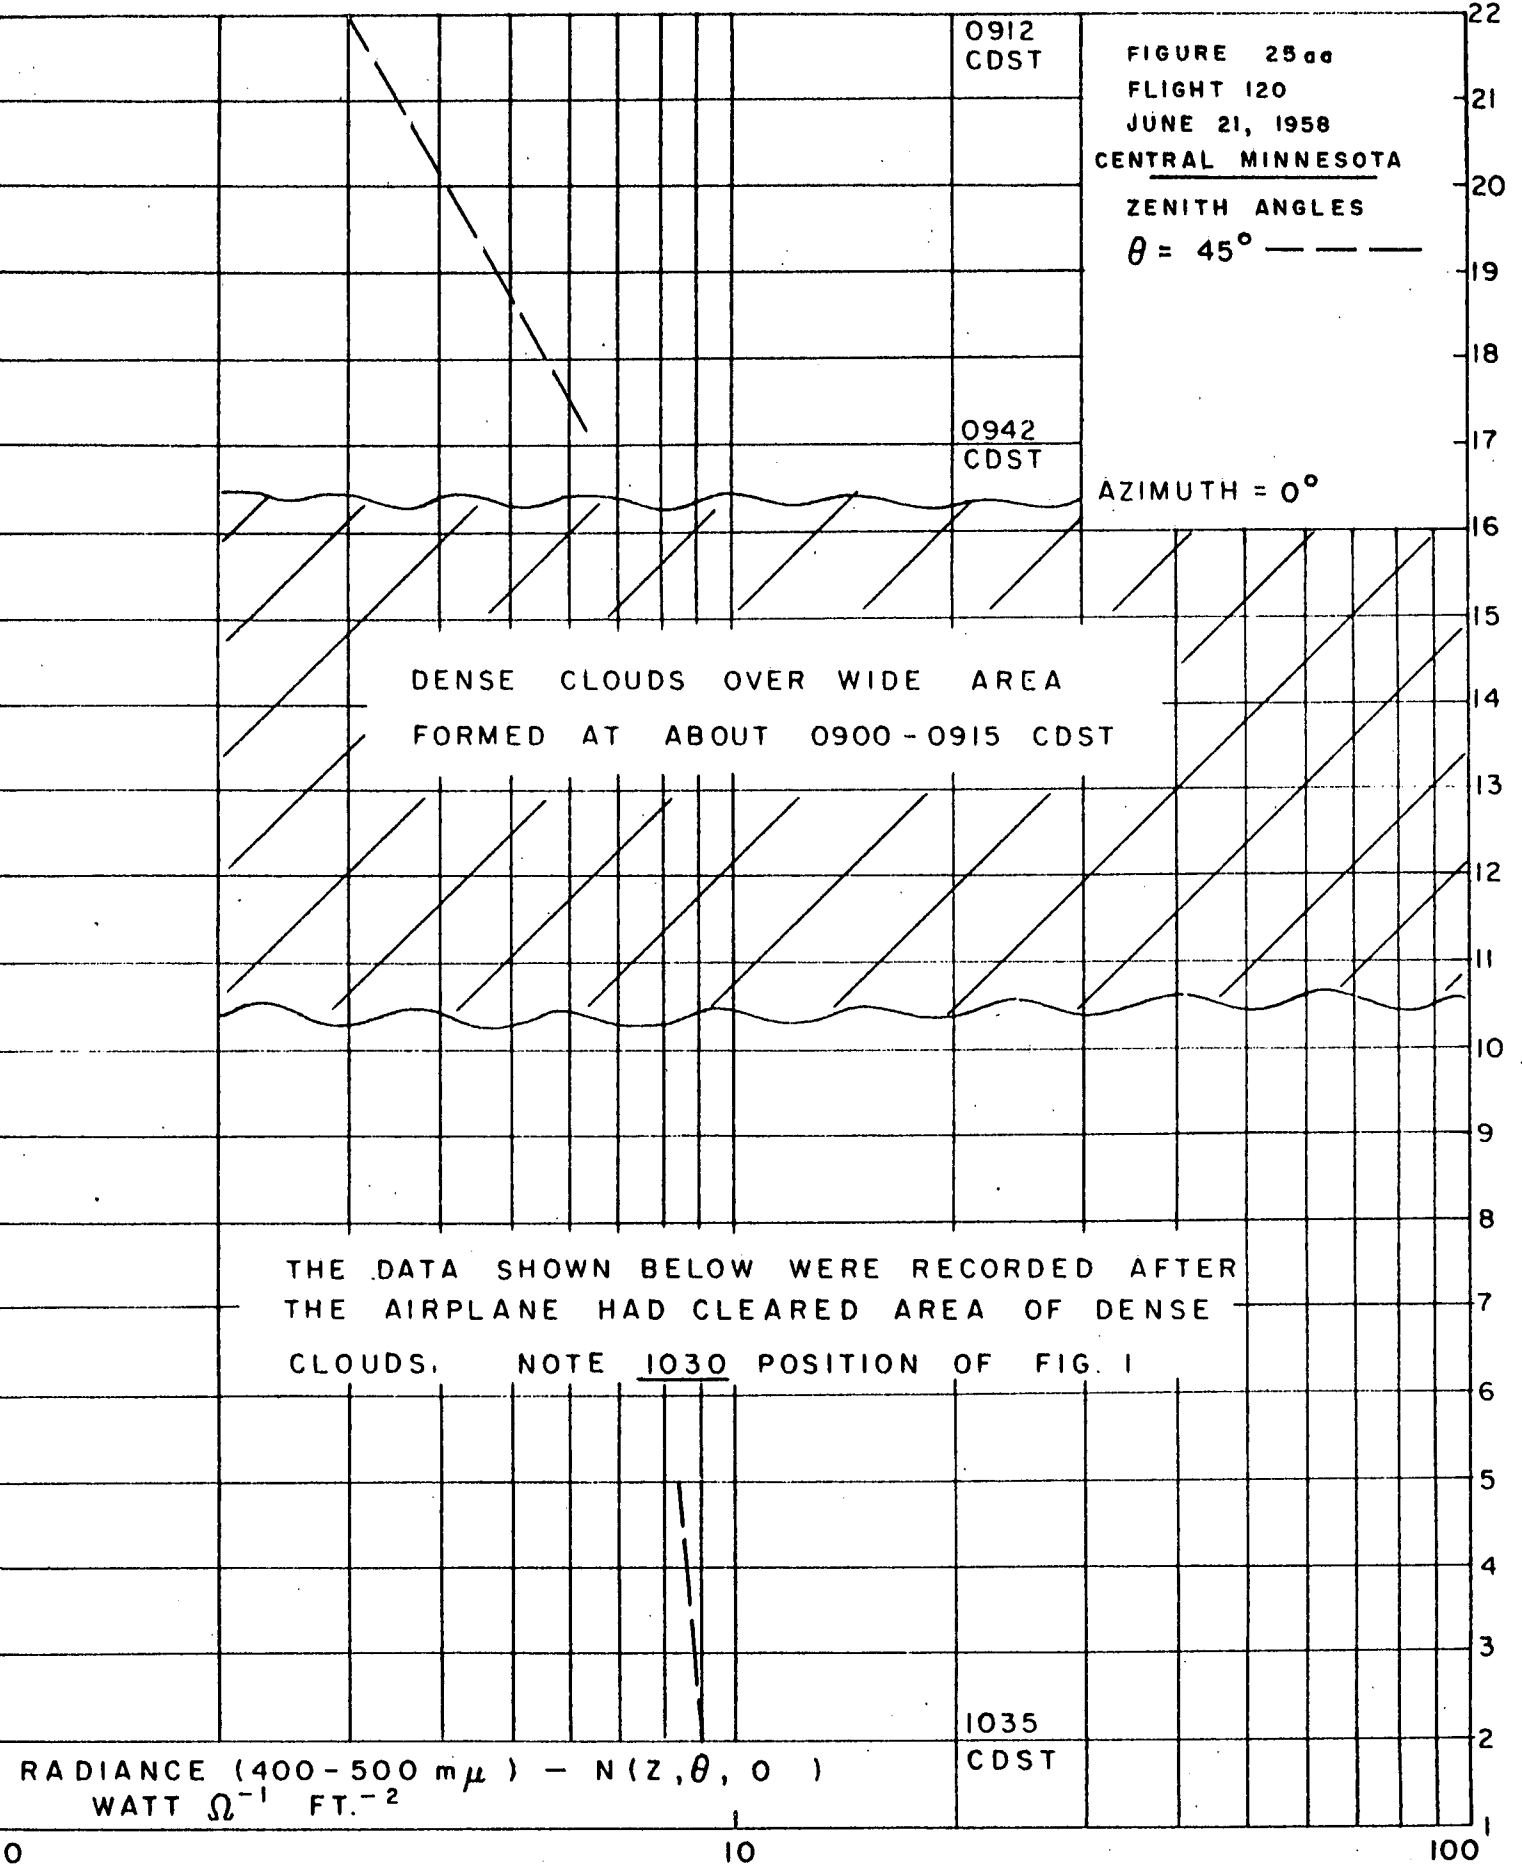 0912
CDST
FIGURE 25aa
FLIGHT 120
JUNE 21, 1958
CENTRAL MINNESOTA
ZENITH ANGLES
θ = 45°
22
21
20
19
18
17
16
15
14
13
12
11
10
9
8
7
6
5
4
3
2
1
0942
CDST
AZIMUTH = 0°
DENSE CLOUDS OVER WIDE AREA
FORMED AT ABOUT 0900-0915 CDST
THE DATA SHOWN BELOW WERE RECORDED AFTER
THE AIRPLANE HAD CLEARED AREA OF DENSE
CLOUDS. NOTE 1030 POSITION OF FIG. 1
1035
CDST
RADIANCE (400-500 mμ) - N(Z,θ,0 )
WATT Ω⁻¹ FT.⁻²
0 10 100